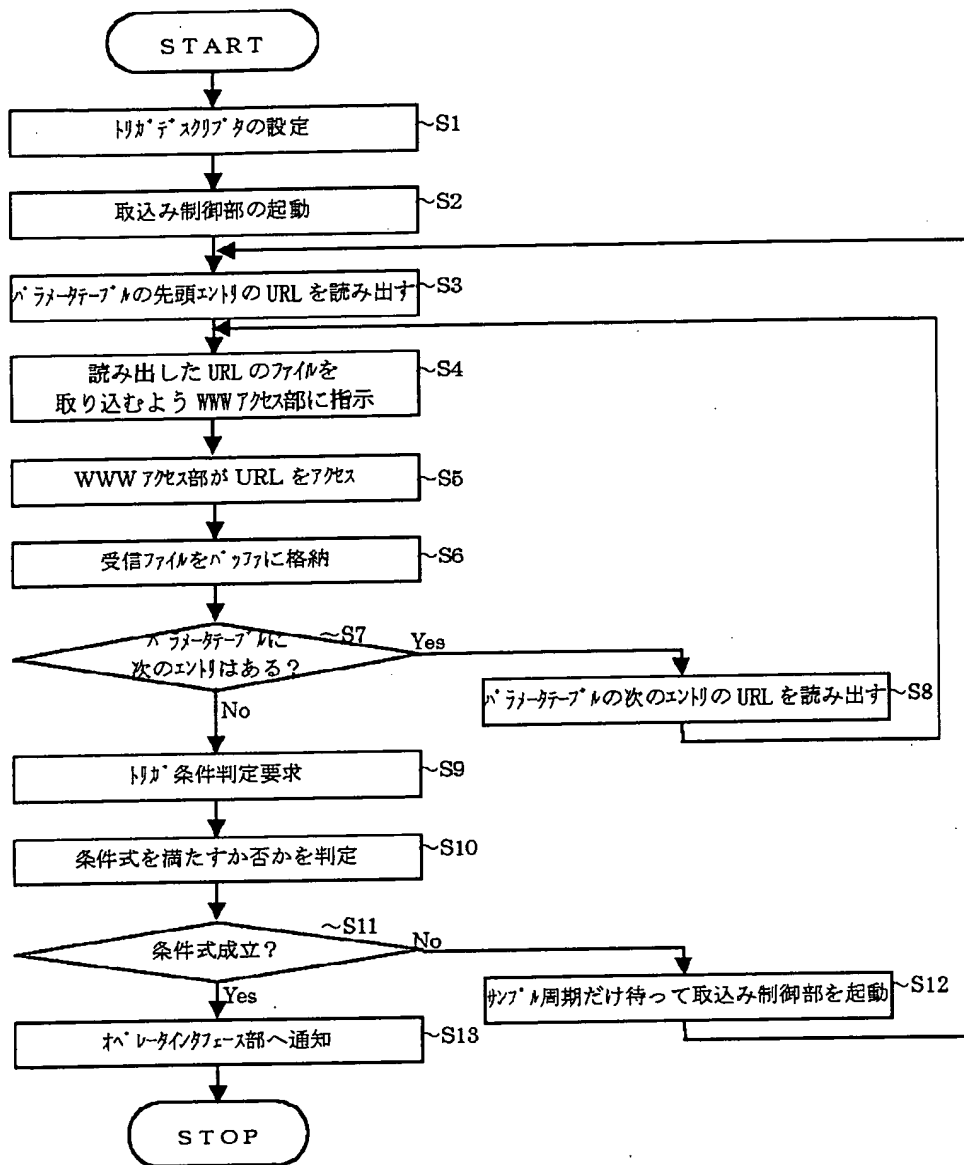 START
トリガデスクリプタの設定
~S1
取込み制御部の起動
~S2
パラメータテーブルの先頭エントリの URL を読み出す
~S3
読み出した URL のファイルを
取り込むよう WWW アクセス部に指示
~S4
WWW アクセス部が URL をアクセス
~S5
受信ファイルをバッファに格納
~S6
パラメータテーブルに
次のエントリはある?
~S7
Yes
No
パラメータテーブルの次のエントリの URL を読み出す
~S8
トリガ条件判定要求
~S9
条件式を満たすか否かを判定
~S10
条件式成立?
~S11
No
Yes
サンプル周期だけ待って取込み制御部を起動
~S12
オペレータインタフェース部へ通知
~S13
STOP